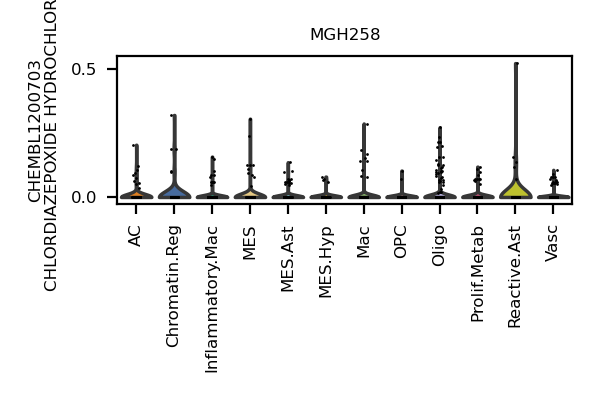 MGH258
CHEMBL1200703
CHLORDIAZEPOXIDE HYDROCHLOR
0.5
0.0
AC
Chromatin.Reg
Inflammatory.Mac
MES
MES.Ast
MES.Hyp
Mac
OPC
Oligo
Prolif.Metab
Reactive.Ast
Vasc